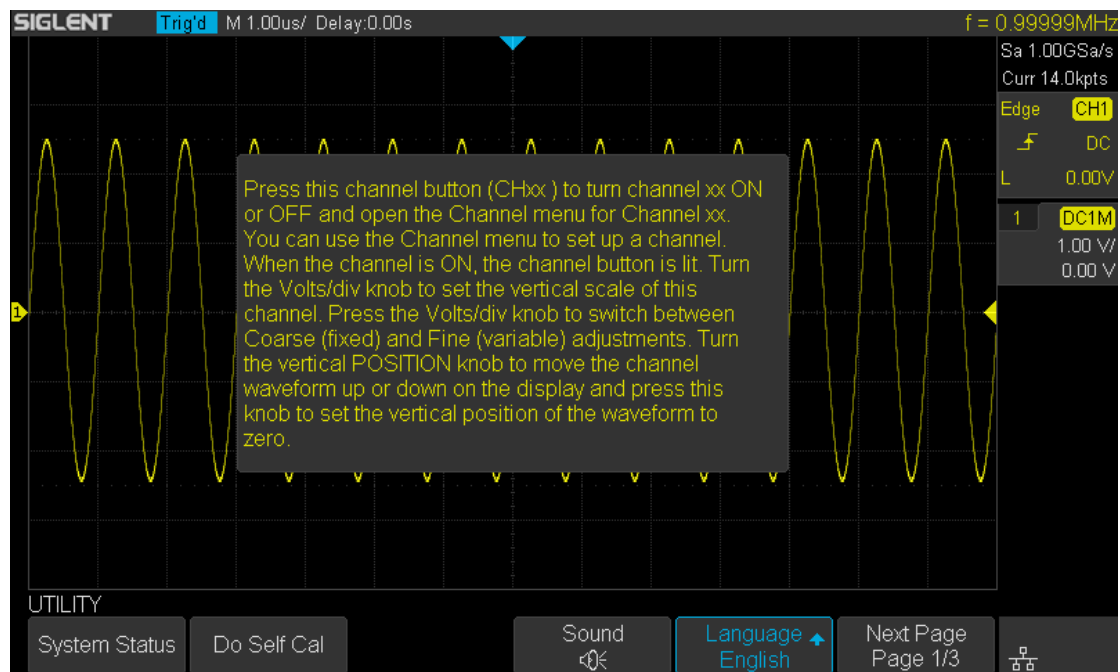 SIGLENT Trig'd M 1.00us/ Delay:0.00s f = 0.99999MHz
Sa 1.00GSa/s
Curr 14.0kpts
Edge CH1
DC
L 0.00V
1 DC1M
1.00 V/
0.00 V
Press this channel button (CHxx ) to turn channel xx ON
or OFF and open the Channel menu for Channel xx.
You can use the Channel menu to set up a channel.
When the channel is ON, the channel button is lit. Turn
the Volts/div knob to set the vertical scale of this
channel. Press the Volts/div knob to switch between
Coarse (fixed) and Fine (variable) adjustments. Turn
the vertical POSITION knob to move the channel
waveform up or down on the display and press this
knob to set the vertical position of the waveform to
zero.
1
UTILITY
System Status
Do Self Cal
Sound
Language
English
Next Page
Page 1/3